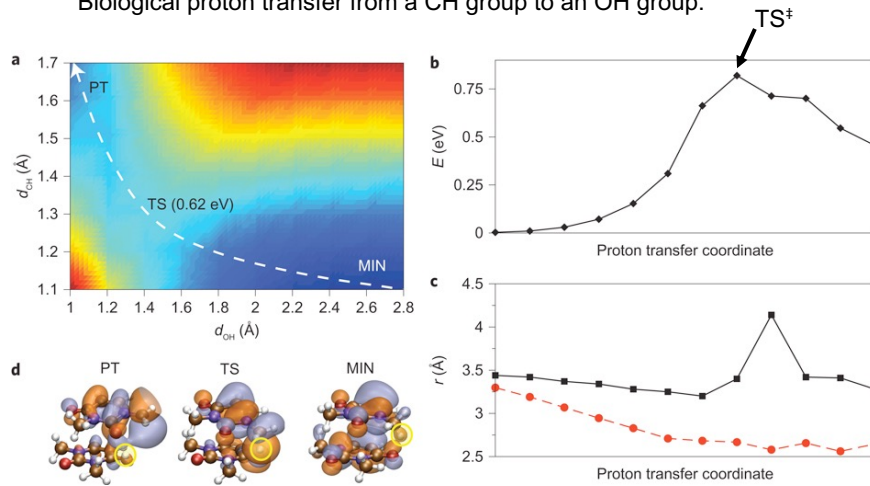 Biological proton transfer from a CH group to an OH group.
TS‡
a
1.7
1.6
1.5
1.4
1.3
1.2
1.1
d_CH (Å)
PT
TS (0.62 eV)
MIN
1 1.2 1.4 1.6 1.8 2 2.2 2.4 2.6 2.8
d_OH (Å)
b
0.75
0.5
0.25
0
E (eV)
Proton transfer coordinate
c
4.5
4
3.5
3
2.5
r (Å)
Proton transfer coordinate
d
PT TS MIN